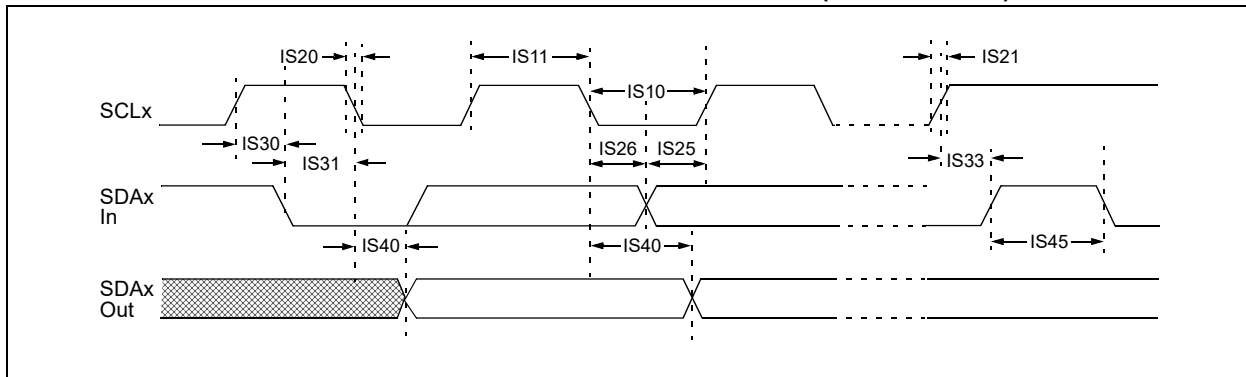 IS20
IS11
IS21
IS10
SCLx
IS30
IS26
IS25
IS31
IS33
SDAx
In
IS40
IS40
IS45
SDAx
Out